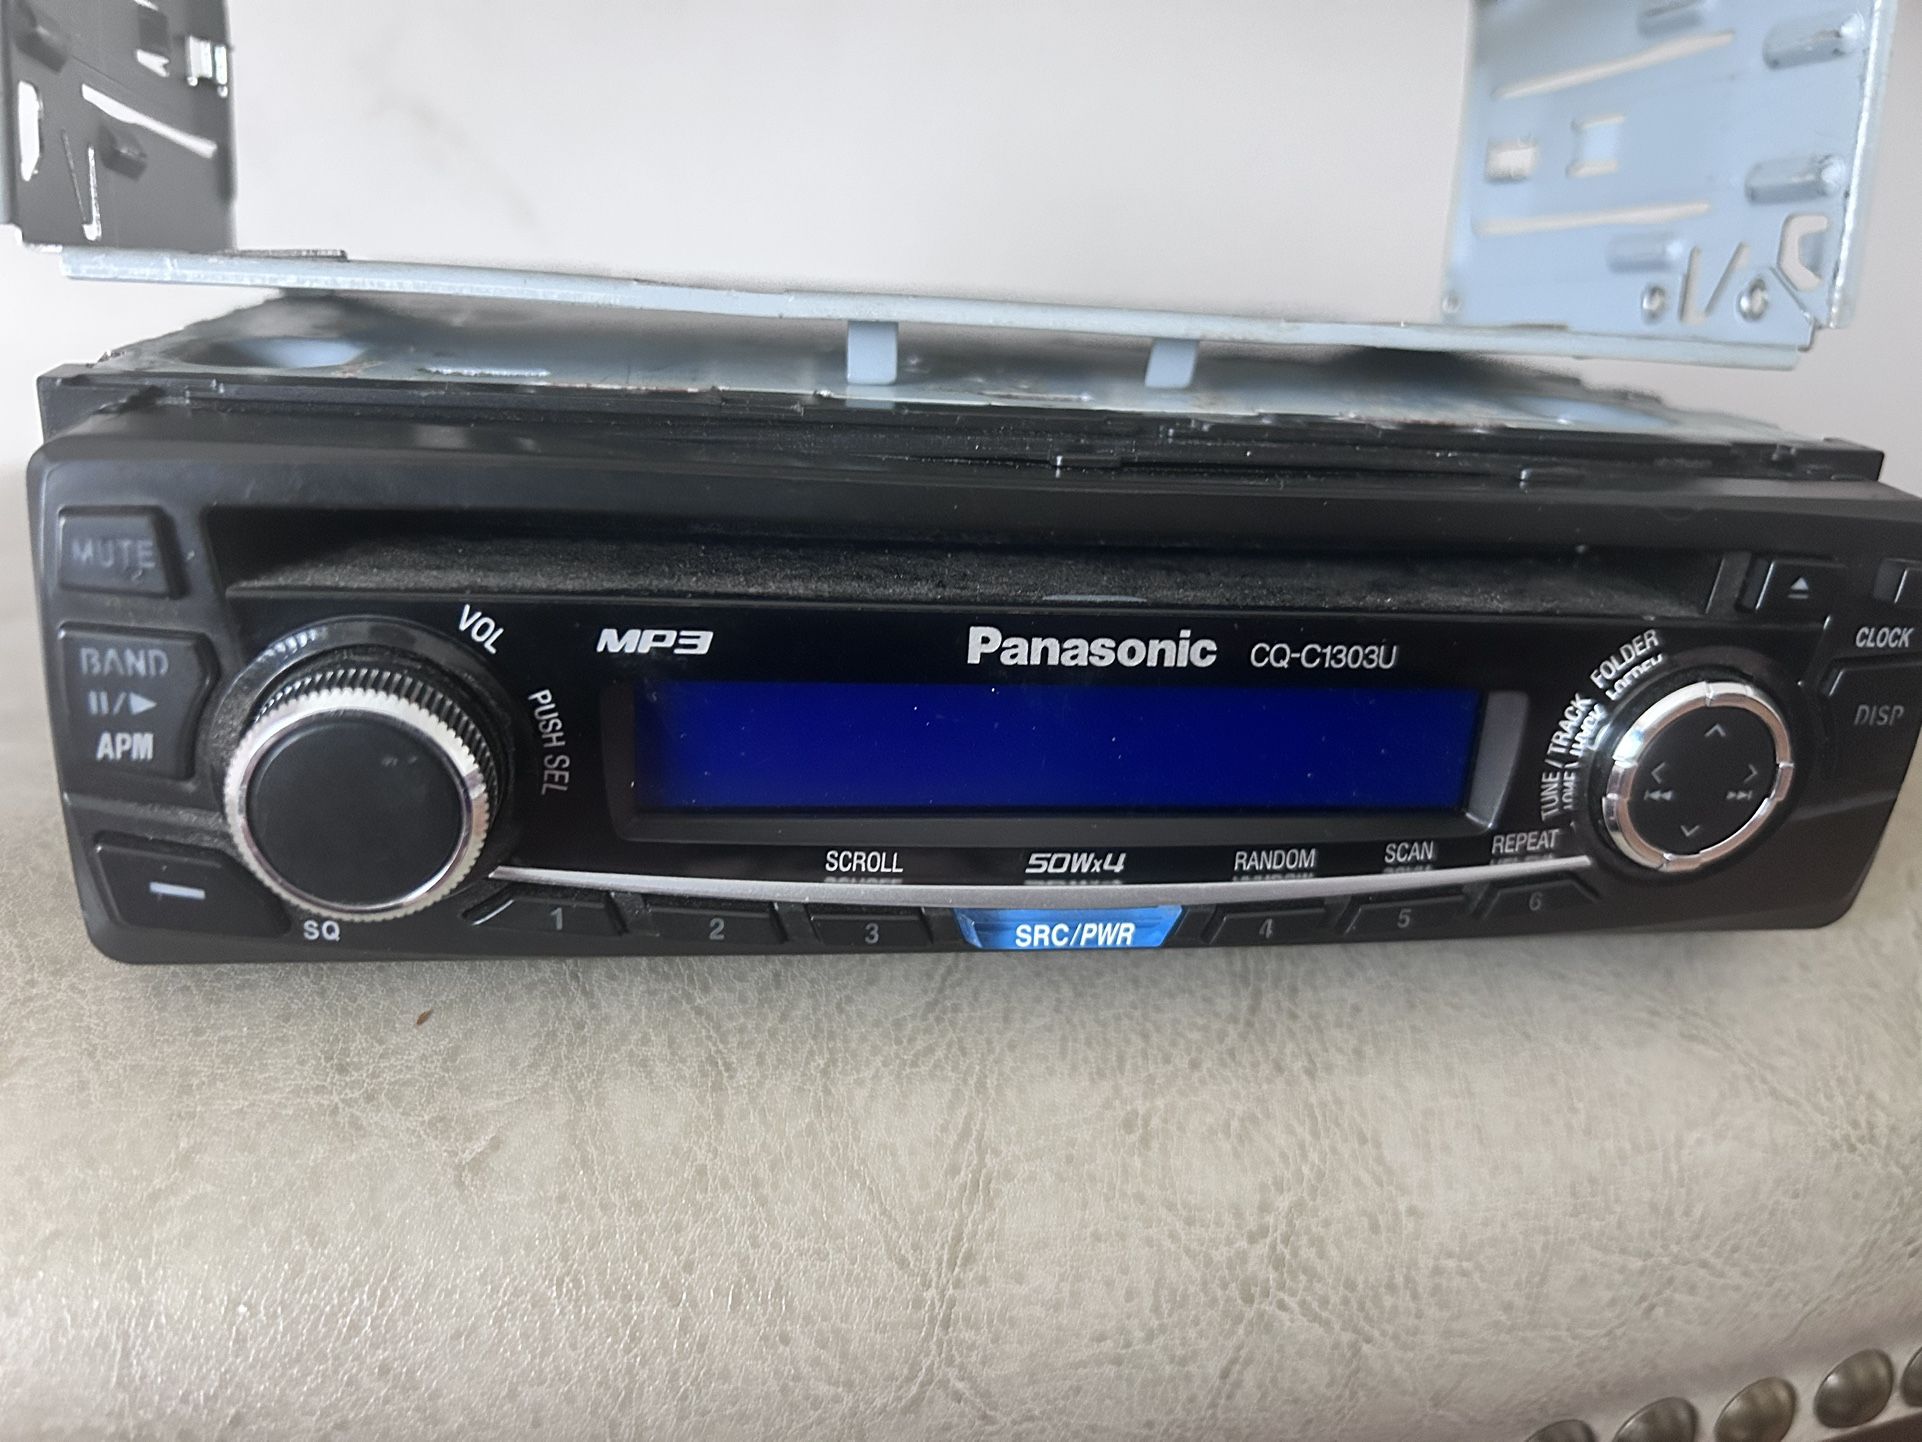 MUTE
BAND
APM
SQ
VOL
PUSH SEL
MP3
Panasonic CQ-C1303U
SCROLL
50Wx4
RANDOM
SCAN
REPEAT
1
2
3
SRC/PWR
4
5
6
TUNE / TRACK
FOLDER
CLOCK
DISP